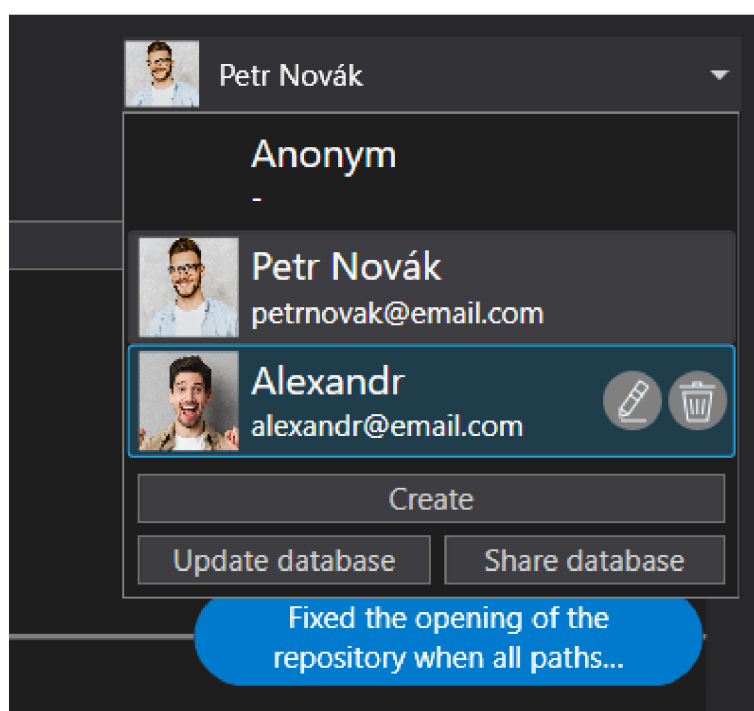 Petr Novák
Anonym
-
Petr Novák
petrnovak@email.com
Alexandr
alexandr@email.com
Create
Update database
Share database
Fixed the opening of the
repository when all paths...